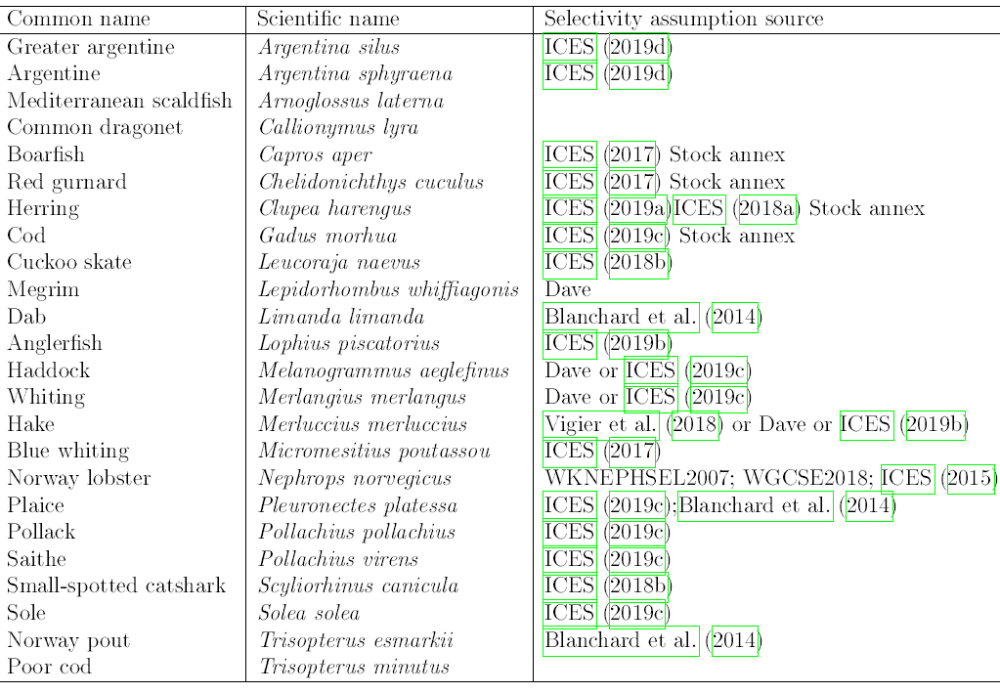 Common name Scientific name Selectivity assumption source
Greater argentine Argentina silus ICES (2019d)
Argentine Argentina sphyraena ICES (2019d)
Mediterranean scaldfish Arnoglossus laterna
Common dragonet Callionymus lyra
Boarfish Capros aper ICES (2017) Stock annex
Red gurnard Chelidonichthys cuculus ICES (2017) Stock annex
Herring Clupea harengus ICES (2019a)ICES (2018a) Stock annex
Cod Gadus morhua ICES (2019c) Stock annex
Cuckoo skate Leucoraja naevus ICES (2018b)
Megrim Lepidorhombus whiffiagonis Dave
Dab Limanda limanda Blanchard et al. (2014)
Anglerfish Lophius piscatorius ICES (2019b)
Haddock Melanogrammus aeglefinus Dave or ICES (2019c)
Whiting Merlangius merlangus Dave or ICES (2019c)
Hake Merluccius merluccius Vigier et al. (2018) or Dave or ICES (2019b)
Blue whiting Micromesitius poutassou ICES (2017)
Norway lobster Nephrops norvegicus WKNEPHSEL2007; WGCSE2018; ICES (2015)
Plaice Pleuronectes platessa ICES (2019c);Blanchard et al. (2014)
Pollack Pollachius pollachius ICES (2019c)
Saithe Pollachius virens ICES (2019c)
Small-spotted catshark Scyliorhinus canicula ICES (2018b)
Sole Solea solea ICES (2019c)
Norway pout Trisopterus esmarkii Blanchard et al. (2014)
Poor cod Trisopterus minutus